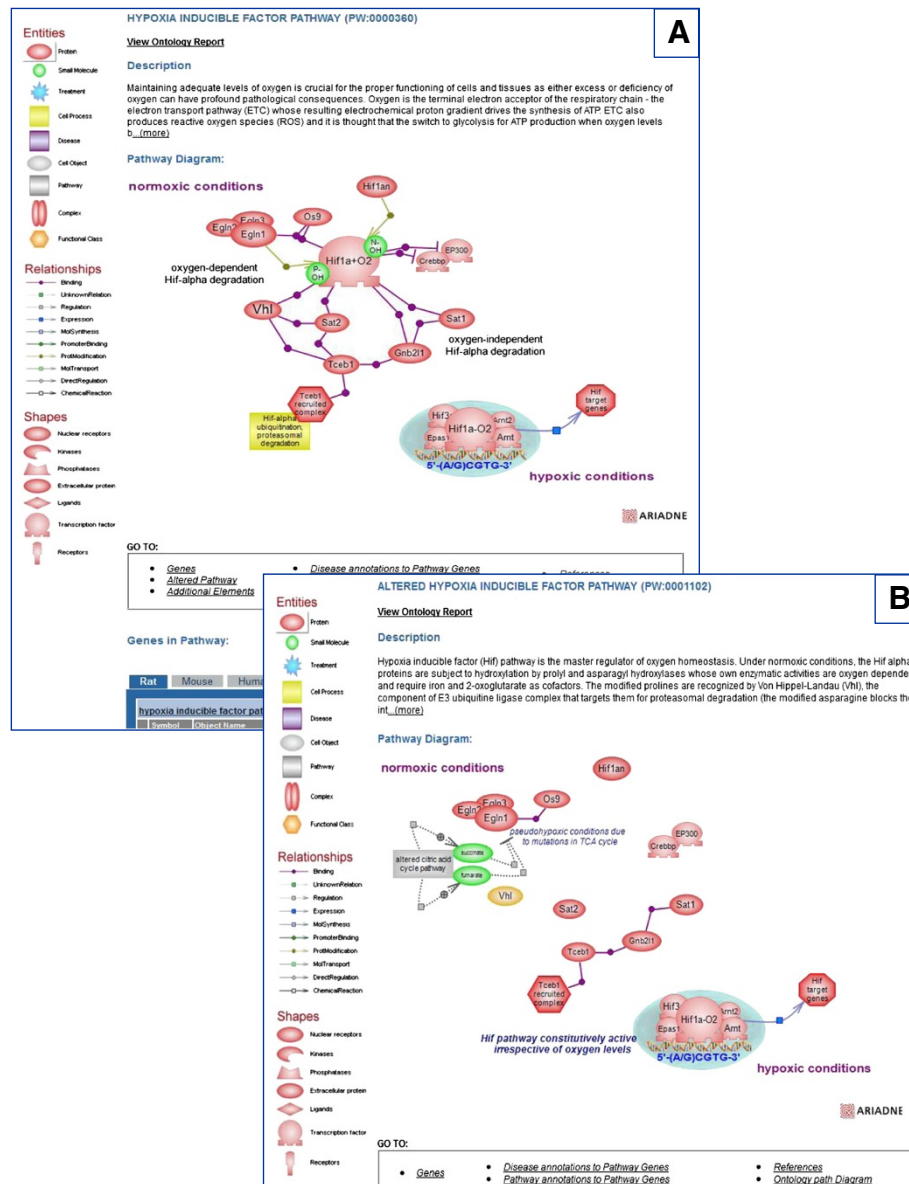 HYPOXIA INDUCIBLE FACTOR PATHWAY (PW:0000360)
A
View Ontology Report
Description
Maintaining adequate levels of oxygen is crucial for the proper functioning of cells and tissues as either excess or deficiency of
oxygen can have profound pathological consequences. Oxygen is the terminal electron acceptor of the respiratory chain - the
electron transport pathway (ETC) whose resulting electrochemical proton gradient drives the synthesis of ATP. ETC also
produces reactive oxygen species (ROS) and it is thought that the switch to glycolysis for ATP production when oxygen levels
b...(more)
Entities
Protein
Small Molecule
Treatment
Cell Process
Disease
Cell Object
Pathway
Complex
Functional Class
Relationships
Binding
UnknownRelation
Regulation
Expression
MolSynthesis
PromoterBinding
ProtModification
MolTransport
DirectRegulation
ChemicalReaction
Shapes
Nuclear receptors
Kinases
Phosphatases
Extracellular protein
Ligands
Transcription factor
Receptors
Pathway Diagram:
normoxic conditions
Hif1an
Egln2
Egln3
Egln1
Os9
N-OH
EP300
Crebbp
Hif1a+O2
P-OH
oxygen-dependent
Hif-alpha degradation
Vhl
Sat2
Sat1
Gnb2l1
Tceb1
oxygen-independent
Hif-alpha degradation
Tceb1
recruited
complex
Hif-alpha
ubiquitination,
proteasomal
degradation
Hif3
Arnt2
Hif1a-O2
Epas1
Arnt
5'-(A/G)CGTG-3'
Hif
target
genes
hypoxic conditions
ARIADNE
GO TO:
Genes
Altered Pathway
Additional Elements
Disease annotations to Pathway Genes
References
Genes in Pathway:
Rat
Mouse
Huma
hypoxia inducible factor pat
Symbol
Object Name
ALTERED HYPOXIA INDUCIBLE FACTOR PATHWAY (PW:0001102)
B
View Ontology Report
Description
Hypoxia inducible factor (Hif) pathway is the master regulator of oxygen homeostasis. Under normoxic conditions, the Hif alpha
proteins are subject to hydroxylation by prolyl and asparagyl hydroxylases whose own enzymatic activities are oxygen depende
and require iron and 2-oxoglutarate as cofactors. The modified prolines are recognized by Von Hippel-Landau (Vhl), the
component of E3 ubiquitine ligase complex that targets them for proteasomal degradation (the modified asparagine blocks the
int...(more)
Entities
Protein
Small Molecule
Treatment
Cell Process
Disease
Cell Object
Pathway
Complex
Functional Class
Relationships
Binding
UnknownRelation
Regulation
Expression
MolSynthesis
PromoterBinding
ProtModification
MolTransport
DirectRegulation
ChemicalReaction
Shapes
Nuclear receptors
Kinases
Phosphatases
Extracellular protein
Ligands
Transcription factor
Receptors
Pathway Diagram:
normoxic conditions
Hif1an
Egln2
Egln3
Egln1
Os9
pseudohypoxic conditions due
to mutations in TCA cycle
EP300
Crebbp
altered citric acid
cycle pathway
succinate
fumarate
Vhl
Sat2
Sat1
Gnb2l1
Tceb1
Tceb1
recruited
complex
Hif3
Arnt2
Hif1a-O2
Epas1
Arnt
5'-(A/G)CGTG-3'
Hif
target
genes
Hif pathway constitutively active
irrespective of oxygen levels
hypoxic conditions
ARIADNE
GO TO:
Genes
Disease annotations to Pathway Genes
Pathway annotations to Pathway Genes
References
Ontology path Diagram